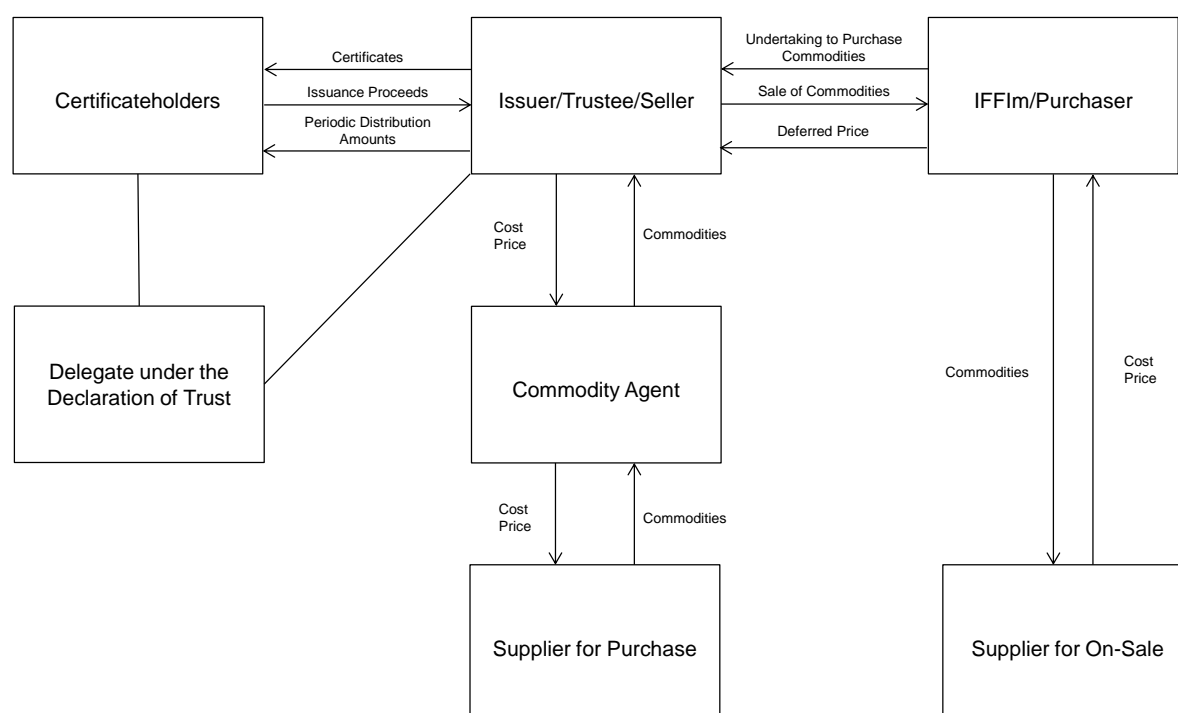 Certificateholders
Certificates
Issuance Proceeds
Periodic Distribution
Amounts
Issuer/Trustee/Seller
Undertaking to Purchase
Commodities
Sale of Commodities
Deferred Price
IFFIm/Purchaser
Cost
Price
Commodities
Delegate under the
Declaration of Trust
Commodity Agent
Commodities
Cost
Price
Cost
Price
Commodities
Supplier for Purchase
Supplier for On-Sale